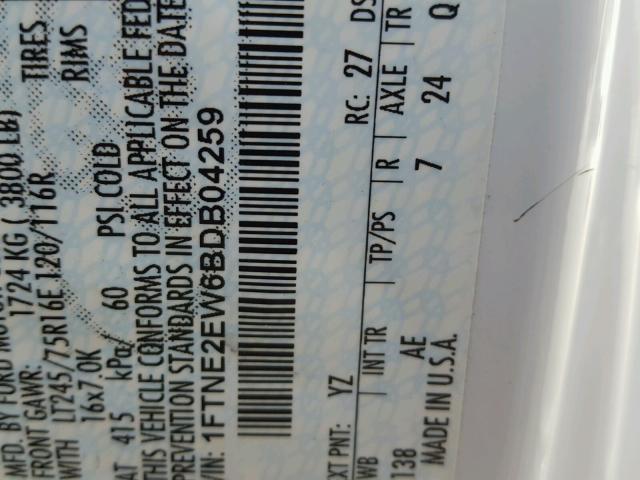 MFD. BY FORD MOTOR
FRONT GAWR: 1724 KG ( 3800 LB)
WITH LT245/75R16E 120/116R TIRES
16x7.0K RIMS
AT 415 kPa/ 60 PSI COLD
THIS VEHICLE CONFORMS TO ALL APPLICABLE FED
PREVENTION STANDARDS IN EFFECT ON THE DATE
VIN: 1FTNE2EW6BDB04259
XT PNT: YZ RC: 27 DS
WB INT TR TP/PS R AXLE TR
138 AE 7 24 Q
MADE IN U.S.A.